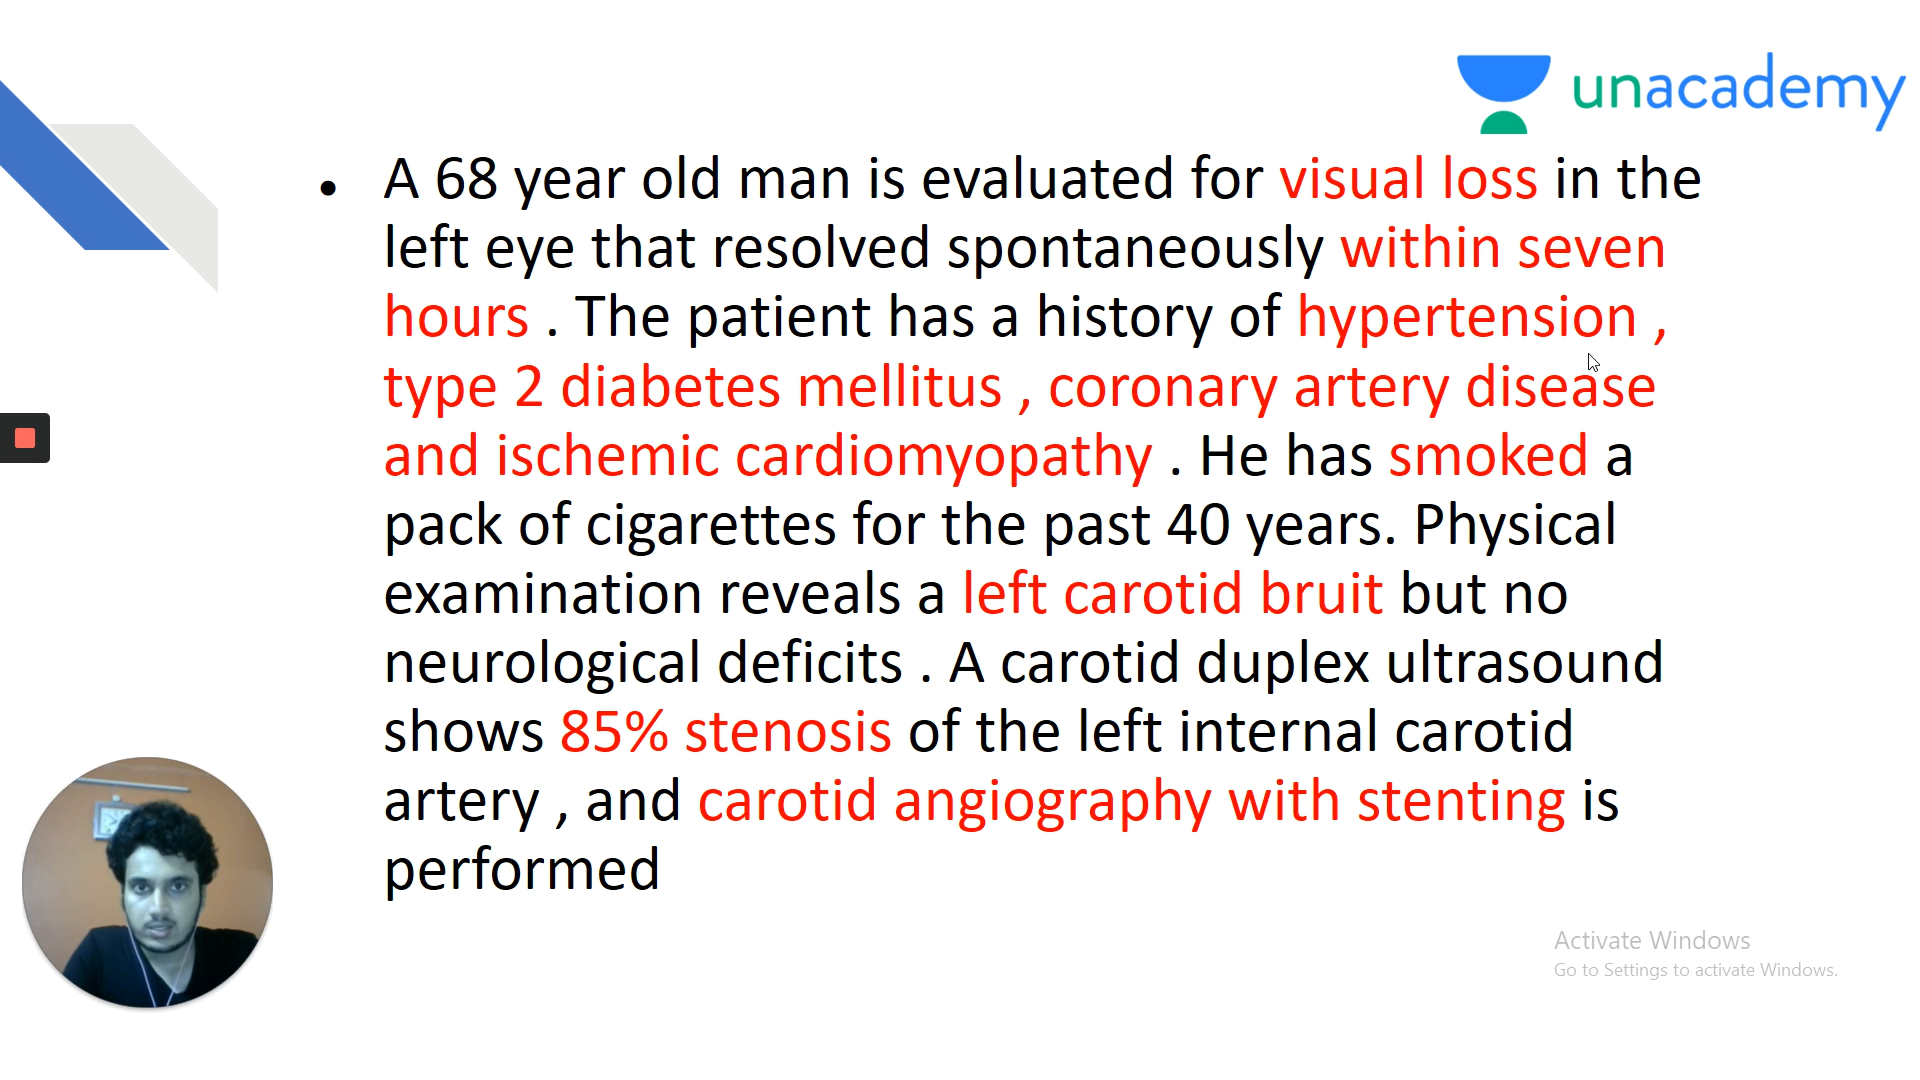 unacademy
• A 68 year old man is evaluated for visual loss in the
left eye that resolved spontaneously within seven
hours . The patient has a history of hypertension ,
type 2 diabetes mellitus , coronary artery disease
and ischemic cardiomyopathy . He has smoked a
pack of cigarettes for the past 40 years. Physical
examination reveals a left carotid bruit but no
neurological deficits . A carotid duplex ultrasound
shows 85% stenosis of the left internal carotid
artery , and carotid angiography with stenting is
performed
Activate Windows
Go to Settings to activate Windows.